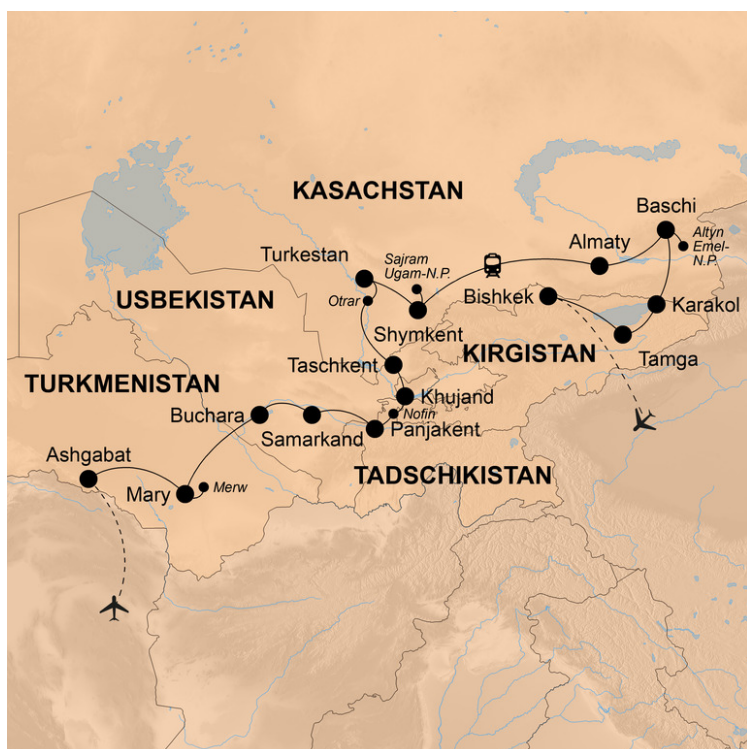 KASACHSTAN
Baschi
Altyn
Emel-
N.P.
Almaty
Turkestan
Sajram
Ugam-N.P.
USBEKISTAN
Otrar
Bishkek
Karakol
Shymkent
KIRGISTAN
Tamga
Taschkent
TURKMENISTAN
Khujand
Buchara
Nofin
Samarkand
Panjakent
Ashgabat
TADSCHIKISTAN
Mary
Merw